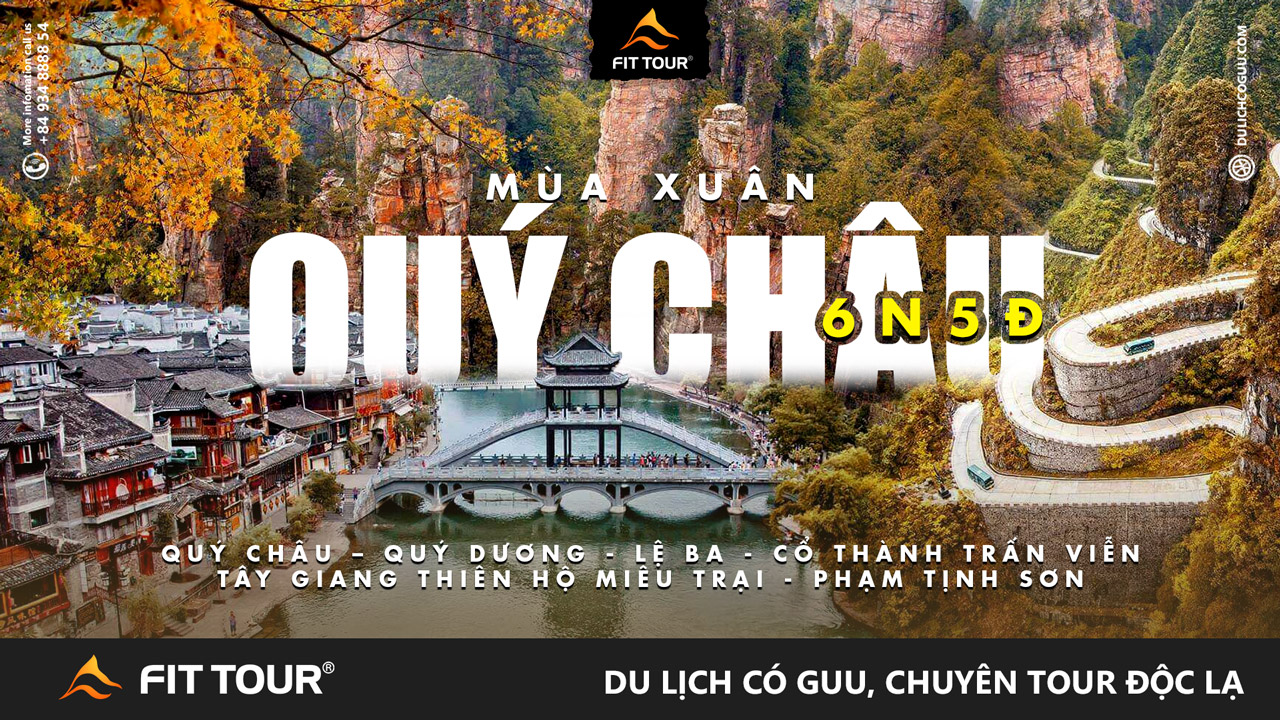 More infomation call us
+ 84 934 8888 54
FIT TOUR®
DULICHCOGUU.COM
MÙA XUÂN
QUÝ CHÂU
6N5Đ
QUÝ CHÂU – QUÝ DƯƠNG - LỆ BA - CỔ THÀNH TRẤN VIỄN
TÂY GIANG THIÊN HỘ MIÊU TRẠI - PHẠM TỊNH SƠN
FIT TOUR®
DU LỊCH CÓ GUU, CHUYÊN TOUR ĐỘC LẠ